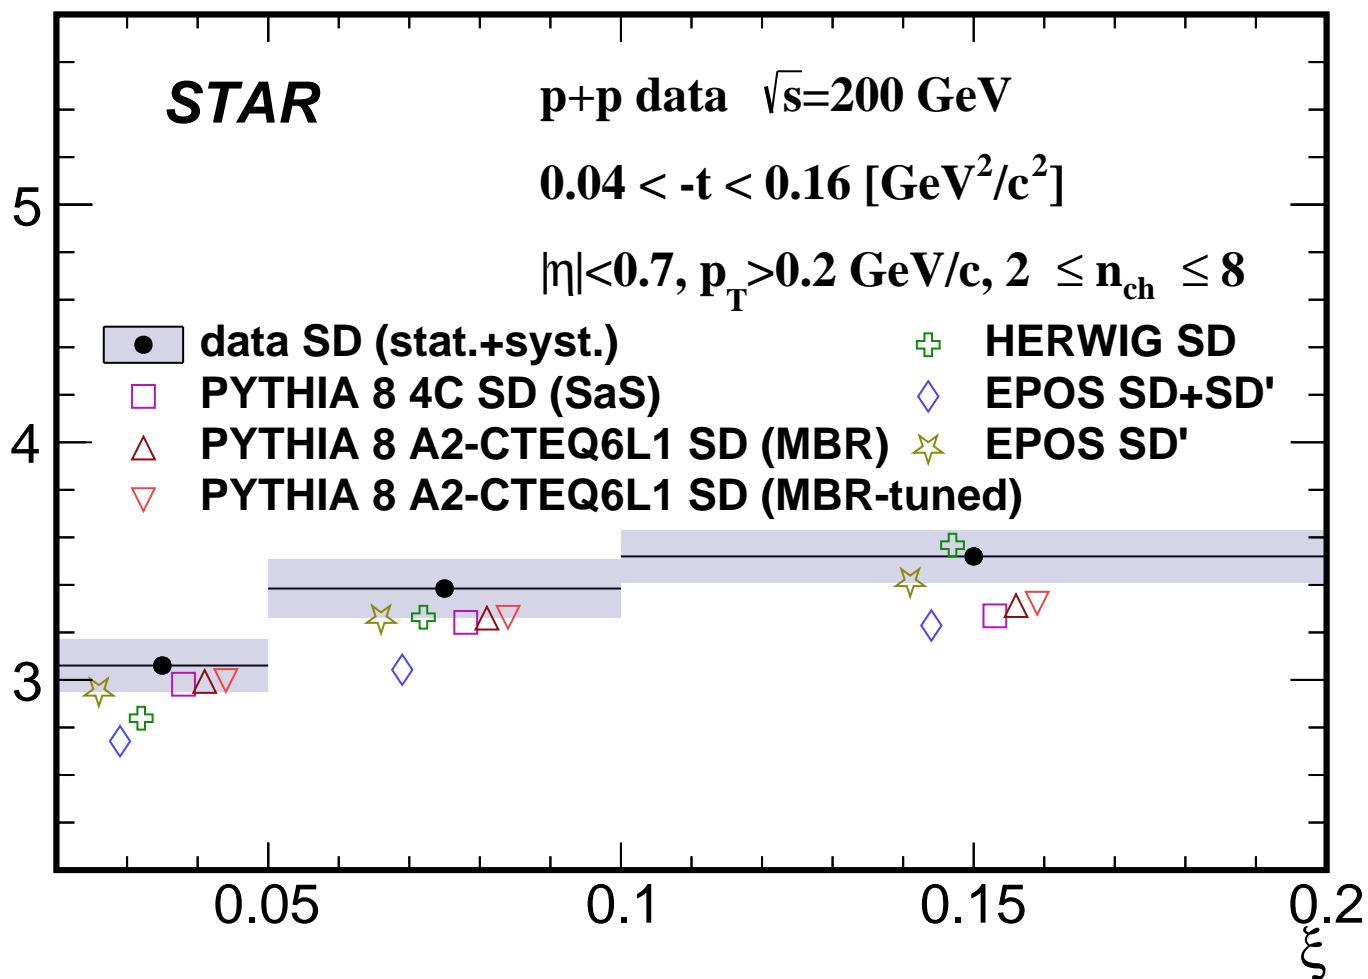 STAR
p+p data √s=200 GeV
0.04 < -t < 0.16 [GeV²/c²]
|η|<0.7, p_T>0.2 GeV/c, 2 ≤ n_ch ≤ 8
data SD (stat.+syst.)
PYTHIA 8 4C SD (SaS)
PYTHIA 8 A2-CTEQ6L1 SD (MBR)
PYTHIA 8 A2-CTEQ6L1 SD (MBR-tuned)
HERWIG SD
EPOS SD+SD'
EPOS SD'
5
4
3
0.05 0.1 0.15 0.2
ξ